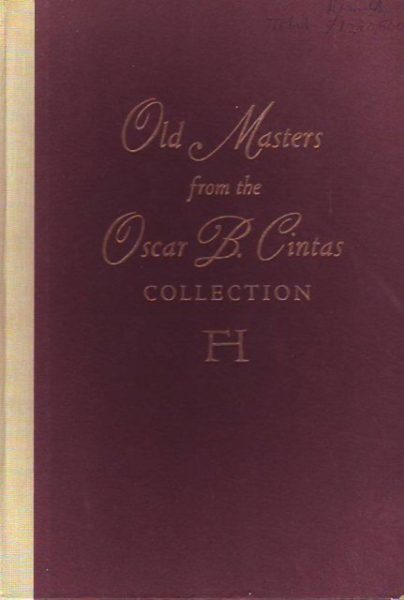 Old Masters
from the
Oscar B. Cintas
COLLECTION
FH